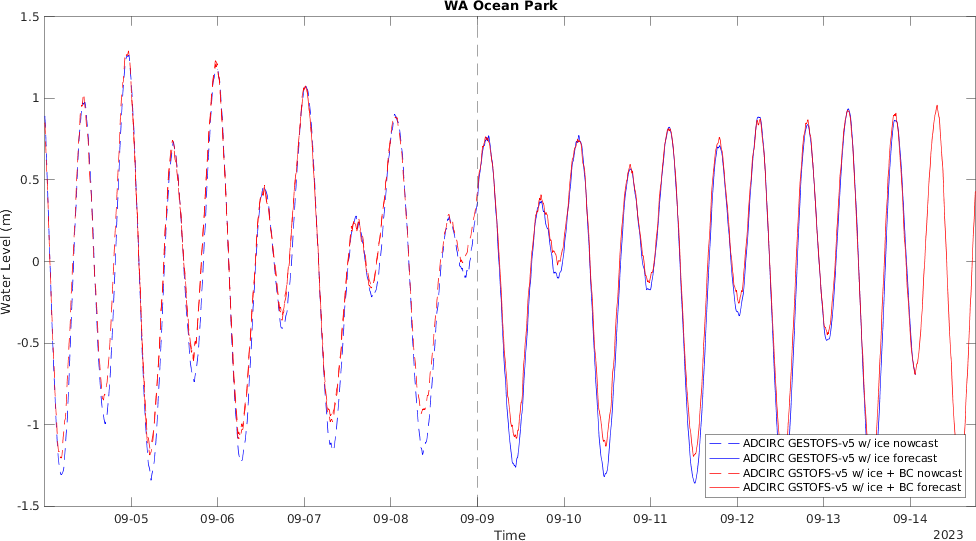 WA Ocean Park
1.5
1
0.5
0
-0.5
-1
-1.5
Water Level (m)
09-05 09-06 09-07 09-08 09-09 09-10 09-11 09-12 09-13 09-14
Time
2023
ADCIRC GESTOFS-v5 w/ ice nowcast
ADCIRC GESTOFS-v5 w/ ice forecast
ADCIRC GSTOFS-v5 w/ ice + BC nowcast
ADCIRC GSTOFS-v5 w/ ice + BC forecast